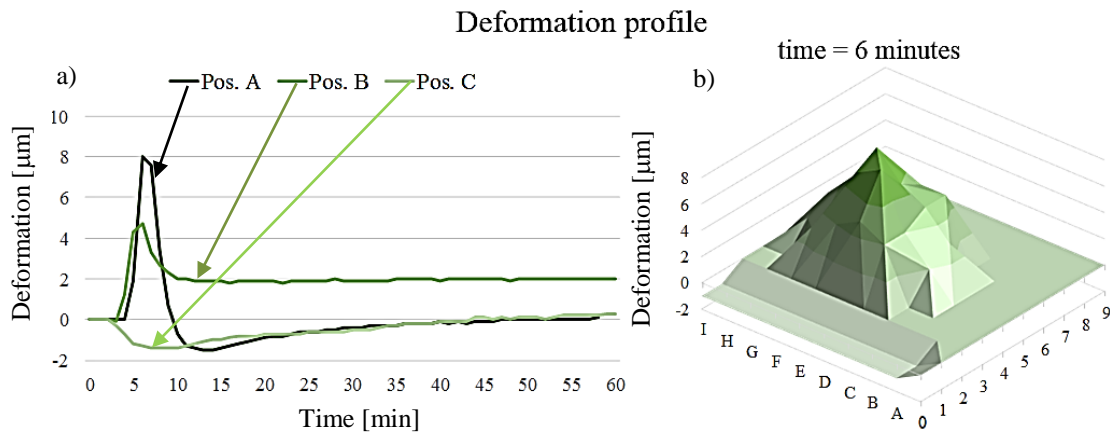 Deformation profile
a)
Pos. A Pos. B Pos. C
Deformation [µm]
10
8
6
4
2
0
-2
0 5 10 15 20 25 30 35 40 45 50 55 60
Time [min]
time = 6 minutes
b)
Deformation [µm]
8
6
4
2
0
-2
I H G F E D C B A
0 1 2 3 4 5 6 7 8 9